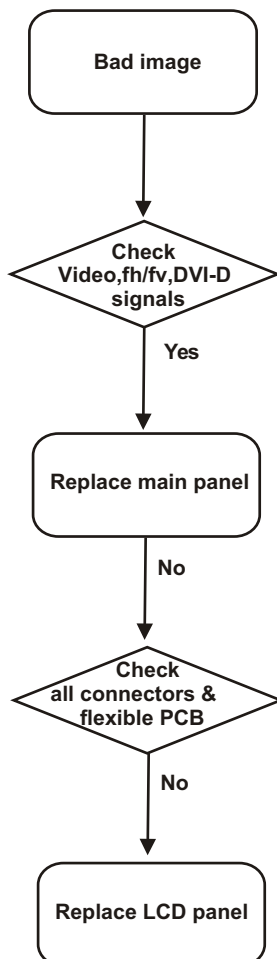 Bad image
Check
Video,fh/fv,DVI-D
signals
Yes
Replace main panel
No
Check
all connectors &
flexible PCB
No
Replace LCD panel